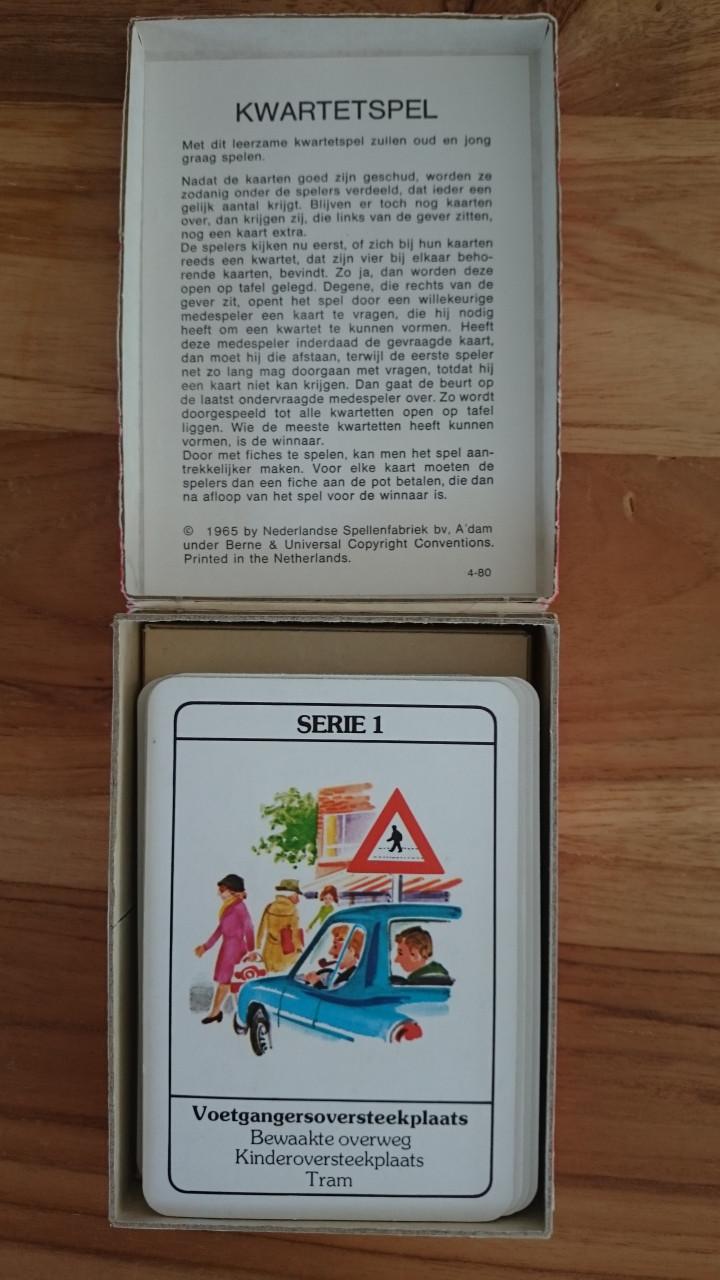 KWARTETSPEL
Met dit leerzame kwartetspel zullen oud en jong
graag spelen.
Nadat de kaarten goed zijn geschud, worden ze
zodanig onder de spelers verdeeld, dat ieder een
gelijk aantal krijgt. Blijven er toch nog kaarten
over, dan krijgen zij, die links van de gever zitten,
nog een kaart extra.
De spelers kijken nu eerst, of zich bij hun kaarten
reeds een kwartet, dat zijn vier bij elkaar beho-
rende kaarten, bevindt. Zo ja, dan worden deze
open op tafel gelegd. Degene, die rechts van de
gever zit, opent het spel door een willekeurige
medespeler een kaart te vragen, die hij nodig
heeft om een kwartet te kunnen vormen. Heeft
deze medespeler inderdaad de gevraagde kaart,
dan moet hij die afstaan, terwijl de eerste speler
net zo lang mag doorgaan met vragen, totdat hij
een kaart niet kan krijgen. Dan gaat de beurt op
de laatst ondervraagde medespeler over. Zo wordt
doorgespeeld tot alle kwartetten open op tafel
liggen. Wie de meeste kwartetten heeft kunnen
vormen, is de winnaar.
Door met fiches te spelen, kan men het spel aan-
trekkelijker maken. Voor elke kaart moeten de
spelers dan een fiche aan de pot betalen, die dan
na afloop van het spel voor de winnaar is.
© 1965 by Nederlandse Spellenfabriek bv, A'dam
under Berne & Universal Copyright Conventions.
Printed in the Netherlands.
4-80
SERIE 1
Voetgangersoversteekplaats
Bewaakte overweg
Kinderoversteekplaats
Tram